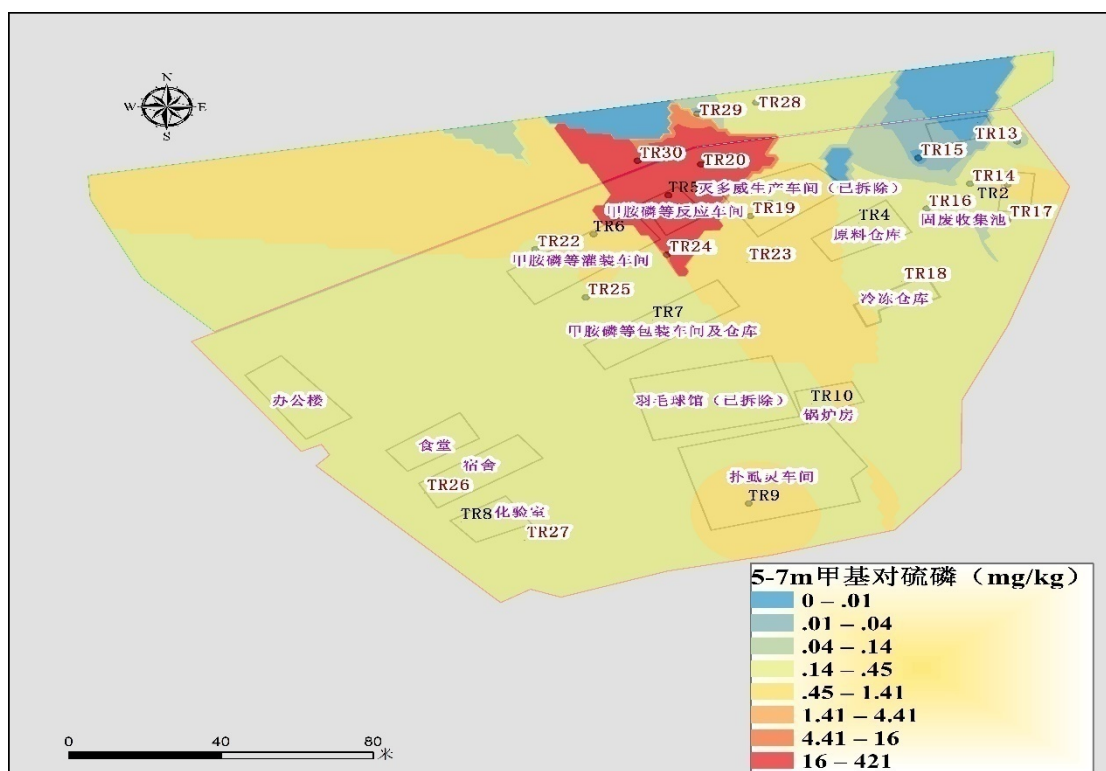 N
W E
S
TR28
TR29
TR13
TR15
TR30
TR20
TR14
TR5
灭多威生产车间（已拆除）
TR2
TR16
甲胺磷等反应车间
TR19
TR4
固废收集池
TR17
TR6
原料仓库
TR22
TR24
TR23
甲胺磷等灌装车间
TR18
TR25
冷冻仓库
TR7
甲胺磷等包装车间及仓库
办公楼
羽毛球馆（已拆除）
TR10
锅炉房
食堂
宿舍
扑虱灵车间
TR26
TR9
TR8
化验室
TR27
5-7m甲基对硫磷（mg/kg）
0 – .01
.01 – .04
.04 – .14
.14 – .45
.45 – 1.41
1.41 – 4.41
4.41 – 16
16 – 421
0 40 80
米